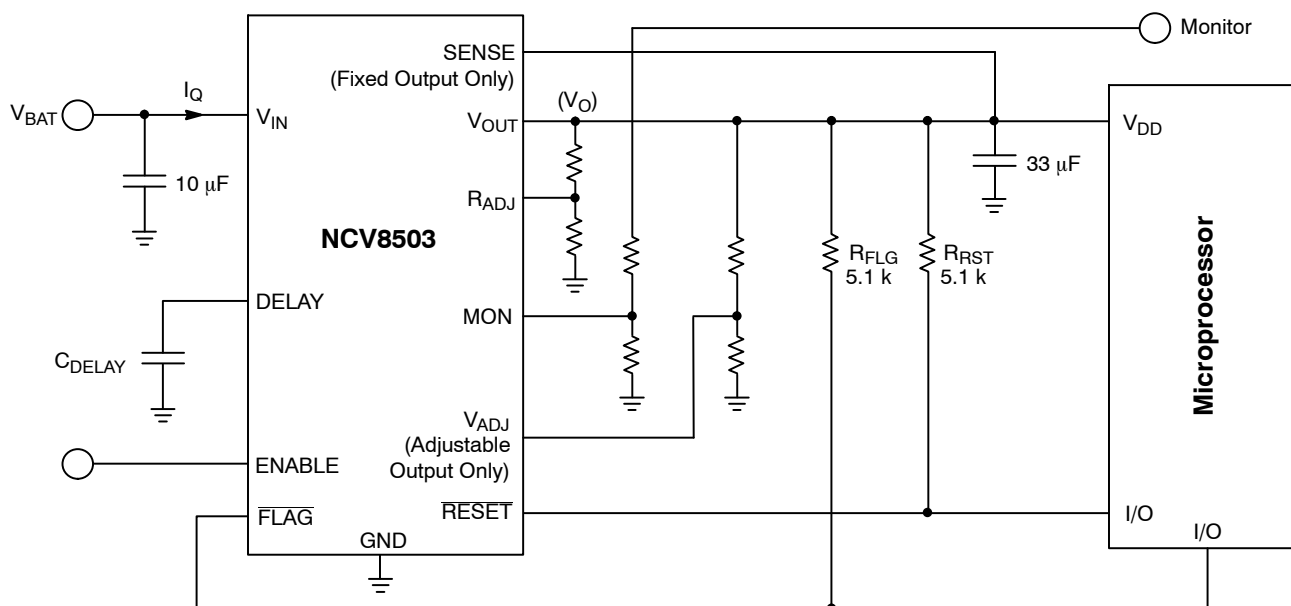 Monitor
SENSE
(Fixed Output Only)
I_Q
(V_O)
V_BAT
V_IN
V_OUT
V_DD
10 μF
33 μF
R_ADJ
NCV8503
R_FLG
5.1 k
R_RST
5.1 k
DELAY
MON
C_DELAY
Microprocessor
V_ADJ
(Adjustable
Output Only)
ENABLE
FLAG
RESET
I/O
I/O
GND